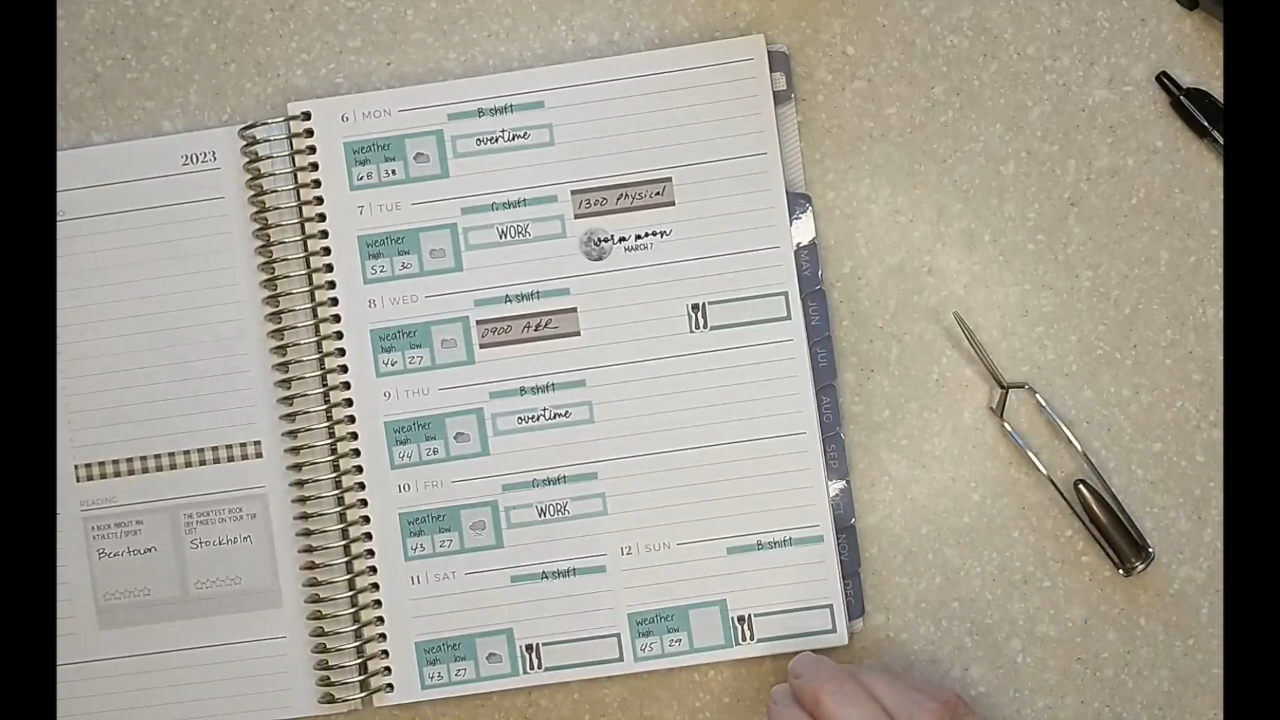 2023
READING
A BOOK ABOUT AN
ATHLETE/SPORT
Beartown
THE SHORTEST BOOK
(BY PAGES) ON YOUR TBR
LIST
Stockholm
6 | MON
B shift
weather
high low
68 38
overtime
7 | TUE
C shift
1300 Physical
weather
high low
52 30
WORK
worm moon
MARCH 7
8 | WED
A shift
weather
high low
46 27
0900 A&R
9 | THU
B shift
weather
high low
44 28
overtime
10 | FRI
C shift
weather
high low
43 27
WORK
11 | SAT
A shift
weather
high low
43 27
12 | SUN
B shift
weather
high low
45 29
MAY
JUN
JUL
AUG
SEP
NOV
DEC